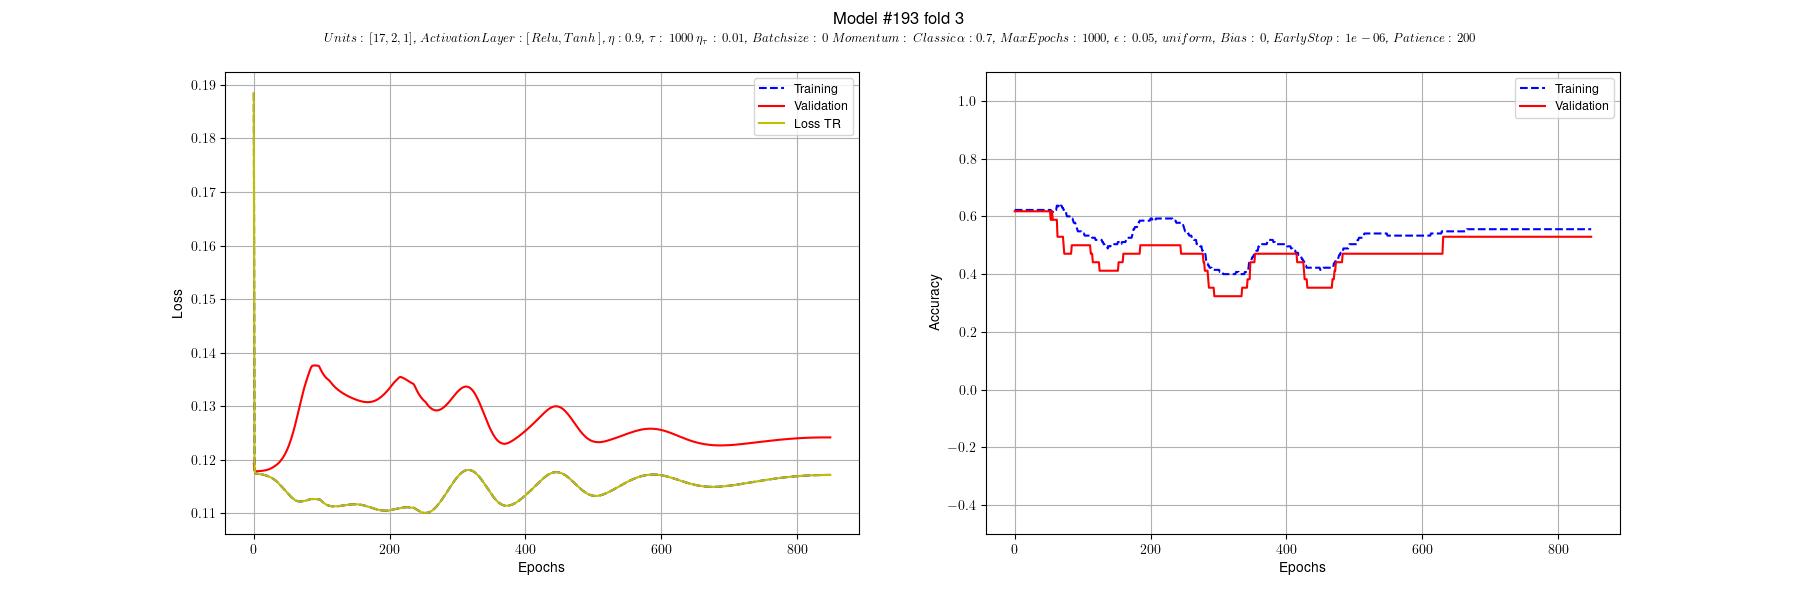 Model #193 fold 3
Units : [17, 2, 1], ActivationLayer : [Relu, Tanh], η : 0.9, τ : 1000 η_τ : 0.01, Batchsize : 0 Momentum : Classicα : 0.7, MaxEpochs : 1000, ϵ : 0.05, uniform, Bias : 0, EarlyStop : 1e − 06, Patience : 200
Loss
0.19
0.18
0.17
0.16
0.15
0.14
0.13
0.12
0.11
Training
Validation
Loss TR
0 200 400 600 800
Epochs
Accuracy
1.0
0.8
0.6
0.4
0.2
0.0
−0.2
−0.4
Training
Validation
0 200 400 600 800
Epochs